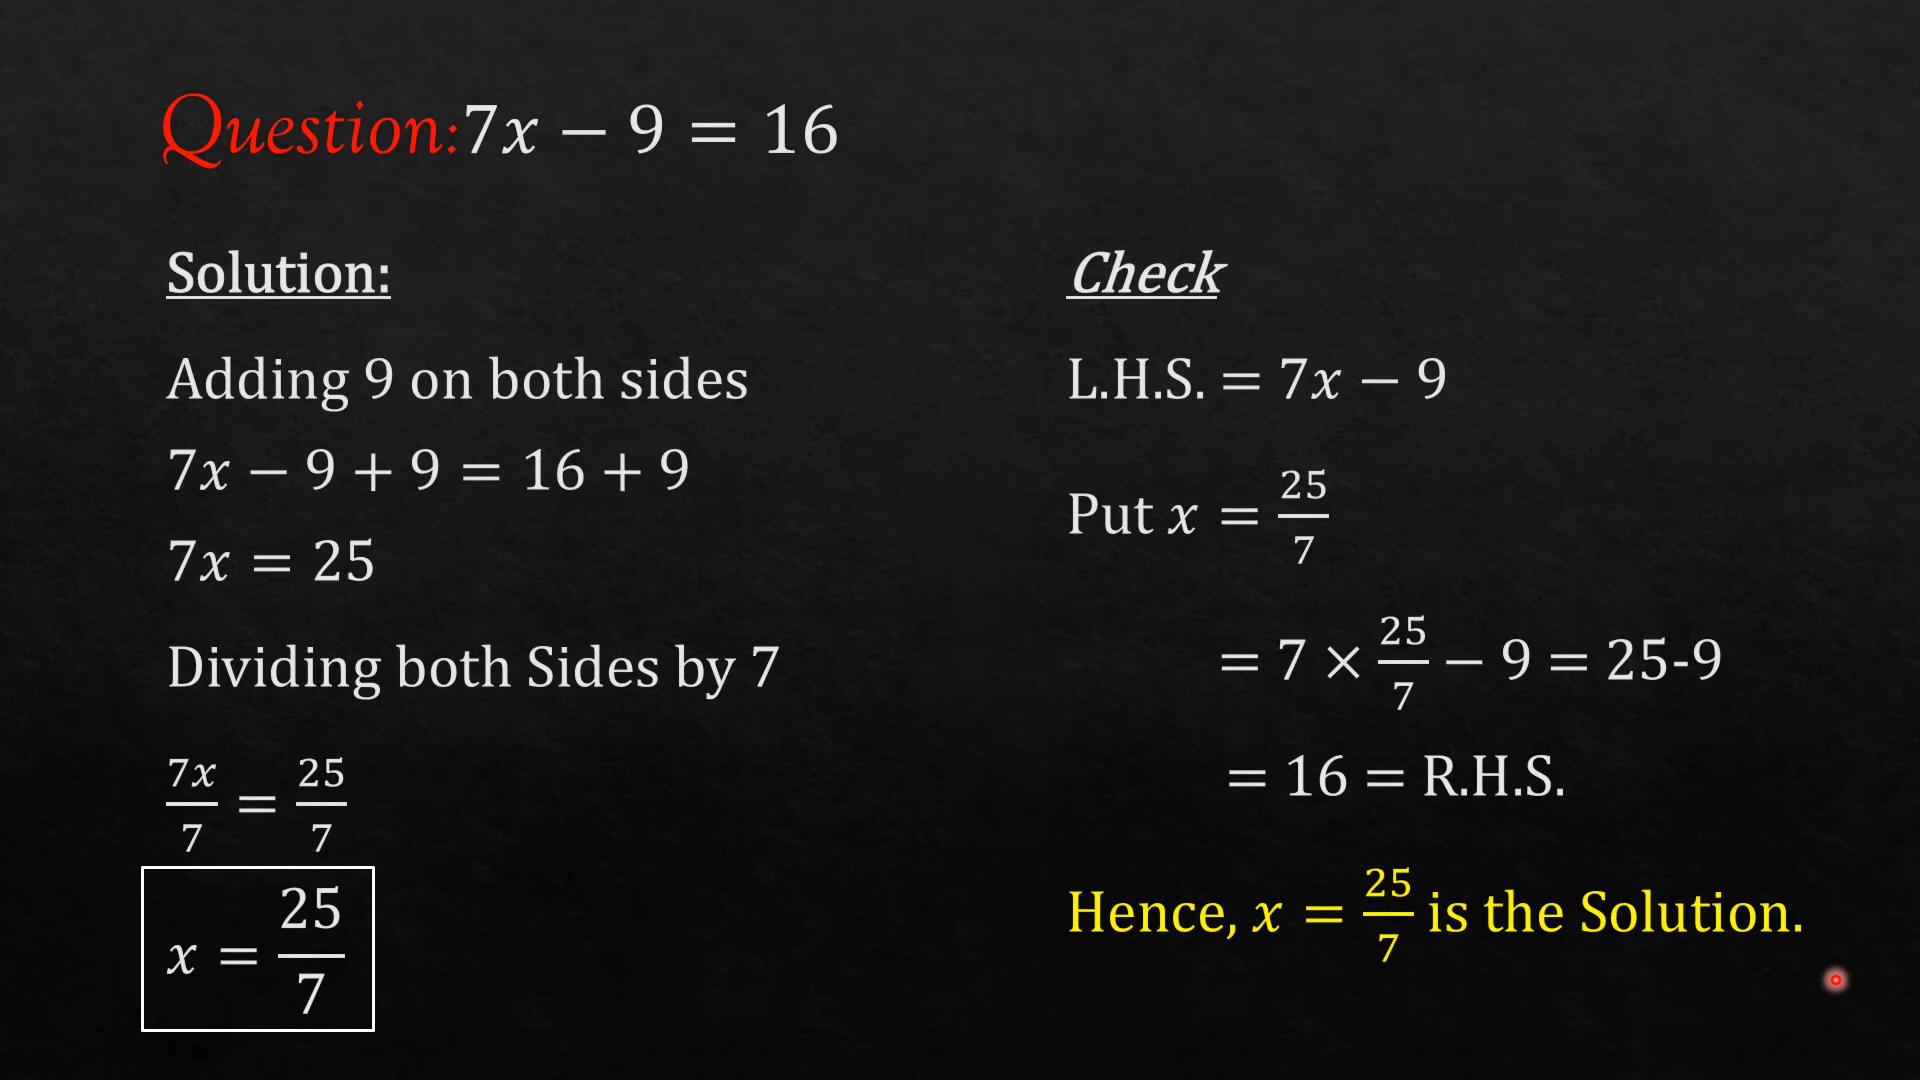 Question:7x − 9 = 16
Solution:
Adding 9 on both sides
7x − 9 + 9 = 16 + 9
7x = 25
Dividing both Sides by 7
7x/7 = 25/7
x = 25/7
Check
L.H.S. = 7x − 9
Put x = 25/7
= 7 × 25/7 − 9 = 25-9
= 16 = R.H.S.
Hence, x = 25/7 is the Solution.